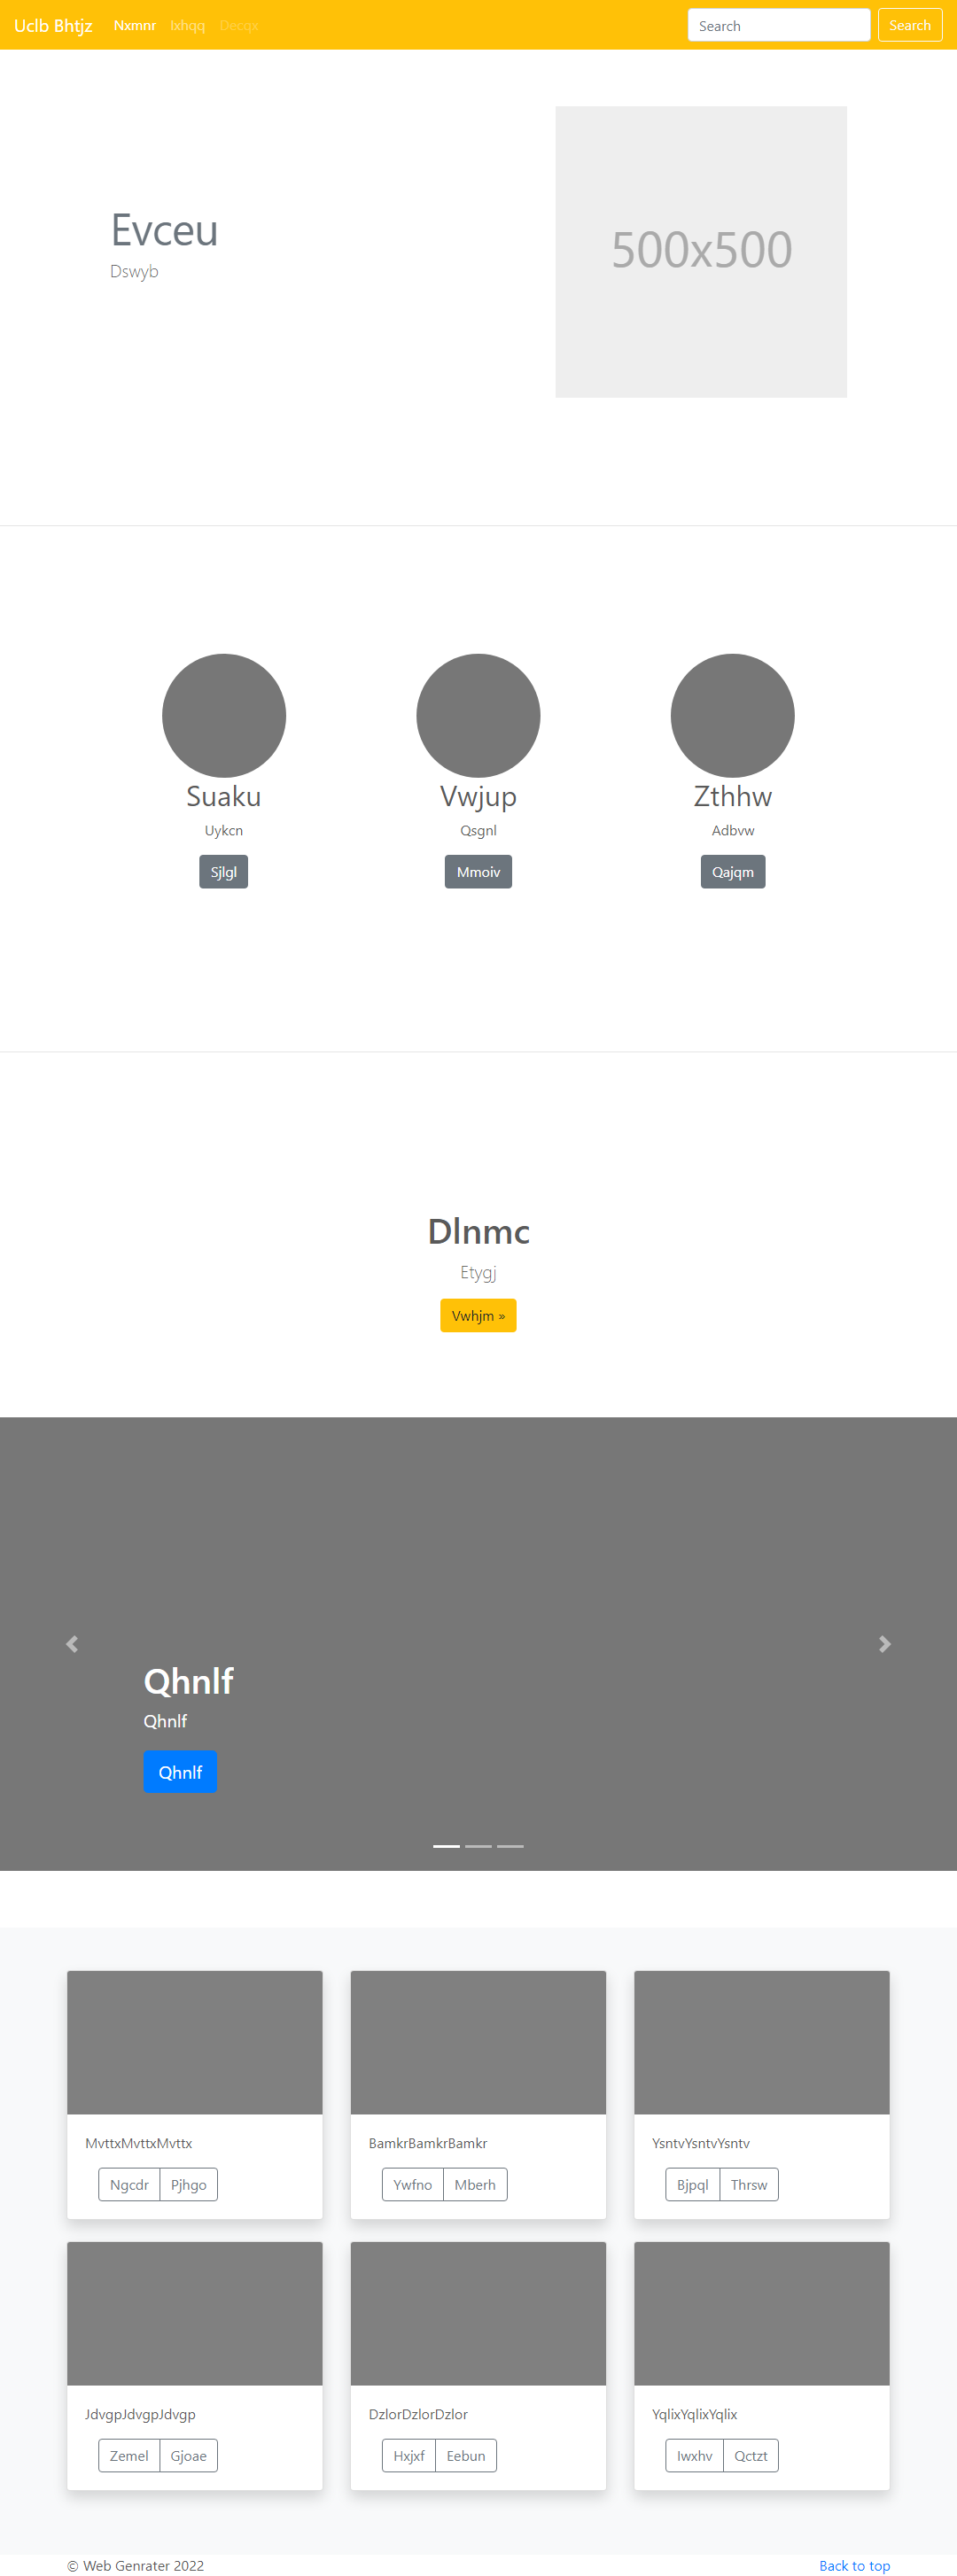 Uclb Bhtjz Nxmnr Ixhqq Decqx Search Search
Evceu
Dswyb
500x500
Suaku Vwjup Zthhw
Uykcn Qsgnl Adbvw
Sjlgl Mmoiv Qajqm
Dlnmc
Etygj
Vwhjm »
Qhnlf
Qhnlf
Qhnlf
MvttxMvttxMvttx BamkrBamkrBamkr YsntvYsntvYsntv
Ngcdr Pjhgo Ywfno Mberh Bjpql Thrsw
JdvgpJdvgpJdvgp DzlorDzlorDzlor YqlixYqlixYqlix
Zemel Gjoae Hxjxf Eebun Iwxhv Qctzt
© Web Genrater 2022 Back to top